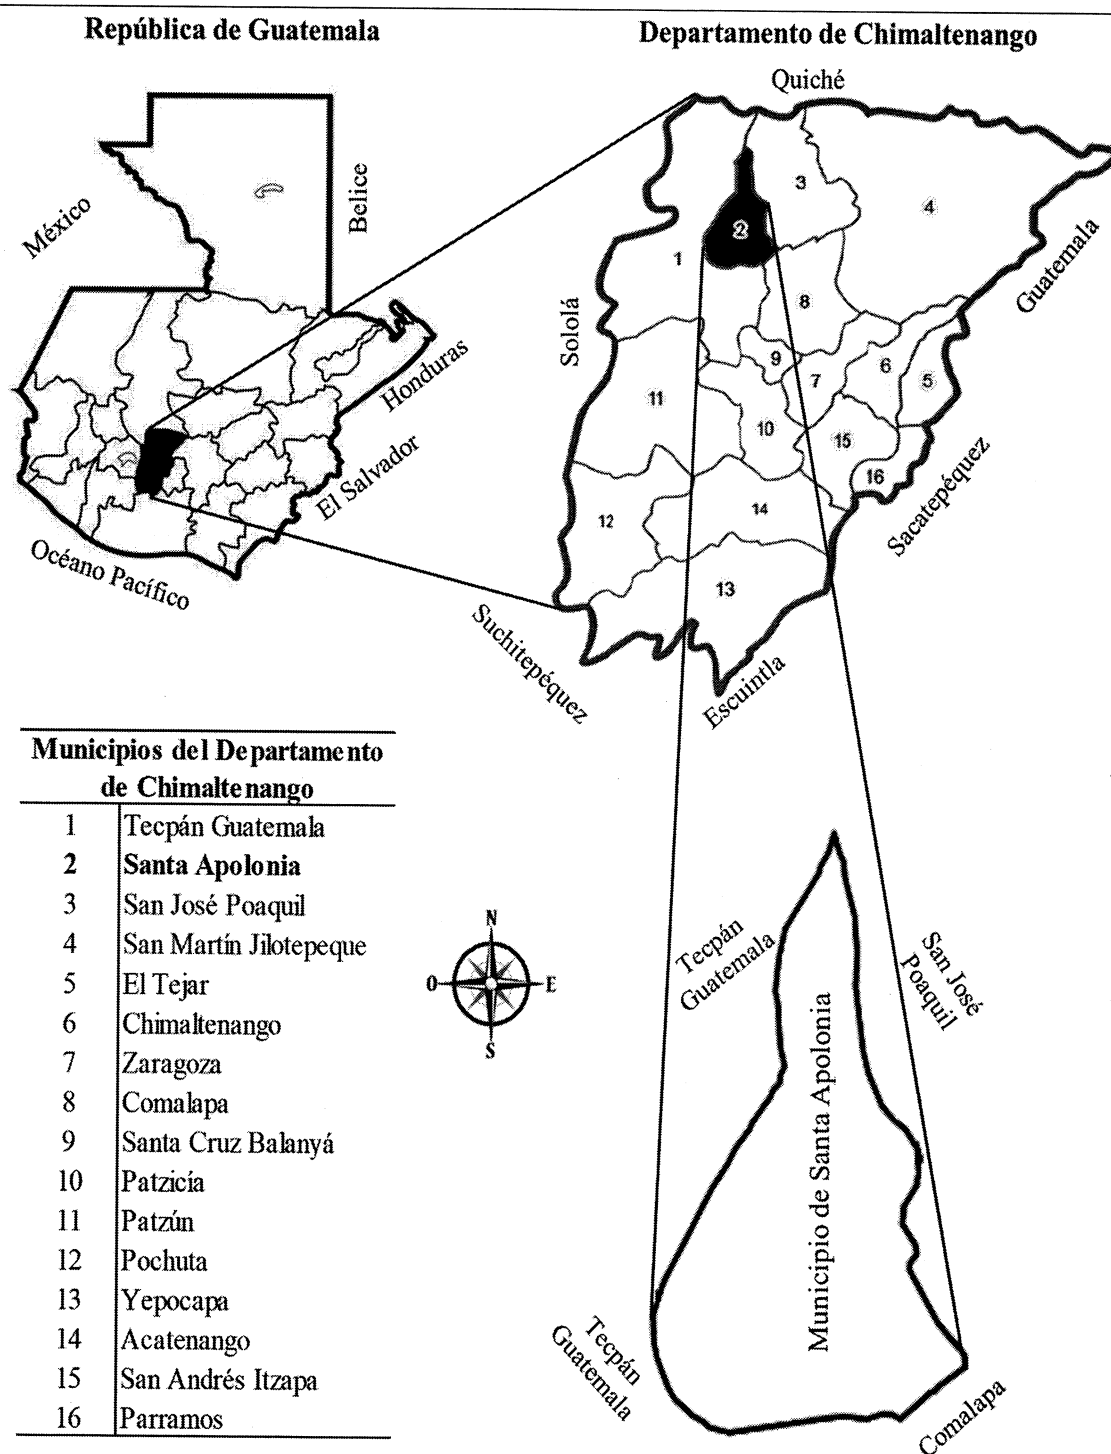 República de Guatemala
Departamento de Chimaltenango
México
Belice
Honduras
El Salvador
Océano Pacífico
Quiché
Guatemala
Sololá
Sacatepéquez
Suchitepéquez
Escuintla
1
2
3
4
5
6
7
8
9
10
11
12
13
14
15
16
Municipios del Departamento
de Chimaltenango
1 Tecpán Guatemala
2 Santa Apolonia
3 San José Poaquil
4 San Martín Jilotepeque
5 El Tejar
6 Chimaltenango
7 Zaragoza
8 Comalapa
9 Santa Cruz Balanyá
10 Patzicía
11 Patzún
12 Pochuta
13 Yepocapa
14 Acatenango
15 San Andrés Itzapa
16 Parramos
N
O
E
S
Tecpán
Guatemala
San José
Poaquil
Municipio de Santa Apolonia
Tecpán
Guatemala
Comalapa